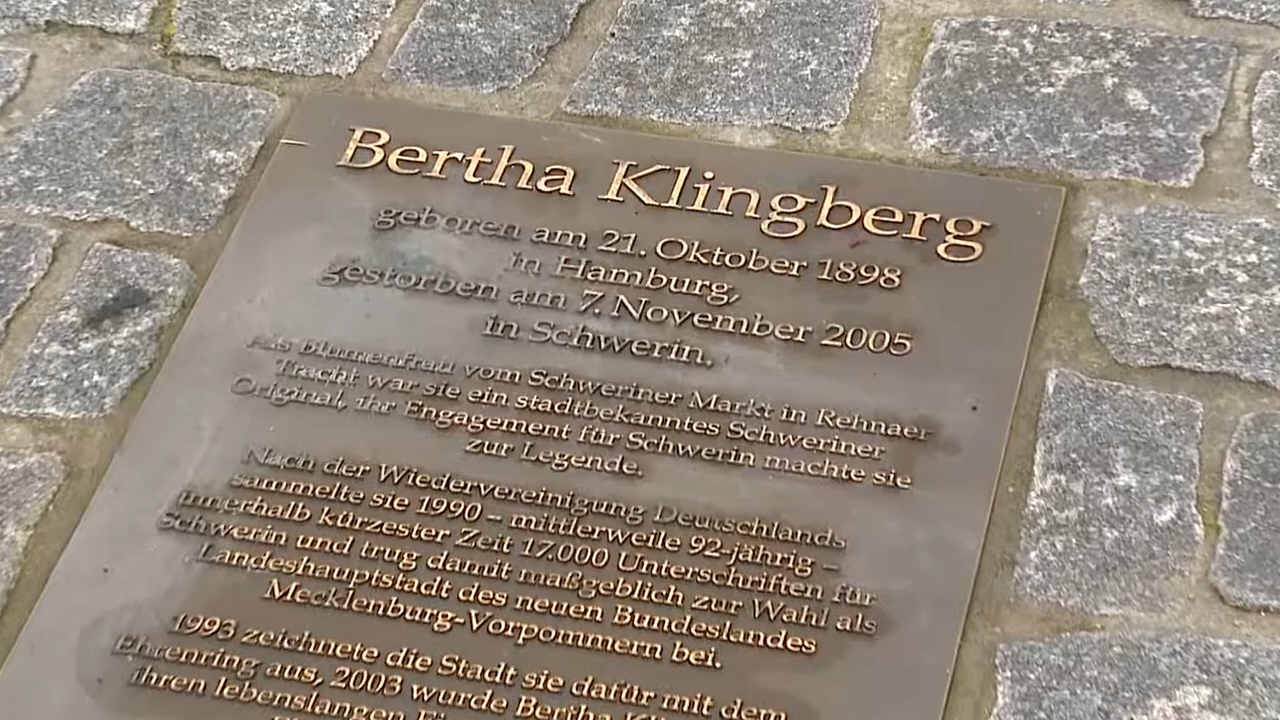 Bertha Klingberg
geboren am 21. Oktober 1898
in Hamburg,
gestorben am 7. November 2005
in Schwerin.
Als Blumenfrau vom Schweriner Markt in Rehnaer
Tracht war sie ein stadtbekanntes Schweriner
Original, ihr Engagement für Schwerin machte sie
zur Legende.
Nach der Wiedervereinigung Deutschlands
sammelte sie 1990 – mittlerweile 92-jährig –
innerhalb kürzester Zeit 17.000 Unterschriften für
Schwerin und trug damit maßgeblich zur Wahl als
Landeshauptstadt des neuen Bundeslandes
Mecklenburg-Vorpommern bei.
1993 zeichnete die Stadt sie dafür mit dem
Ehrenring aus, 2003 wurde Bertha
ihren lebenslangen